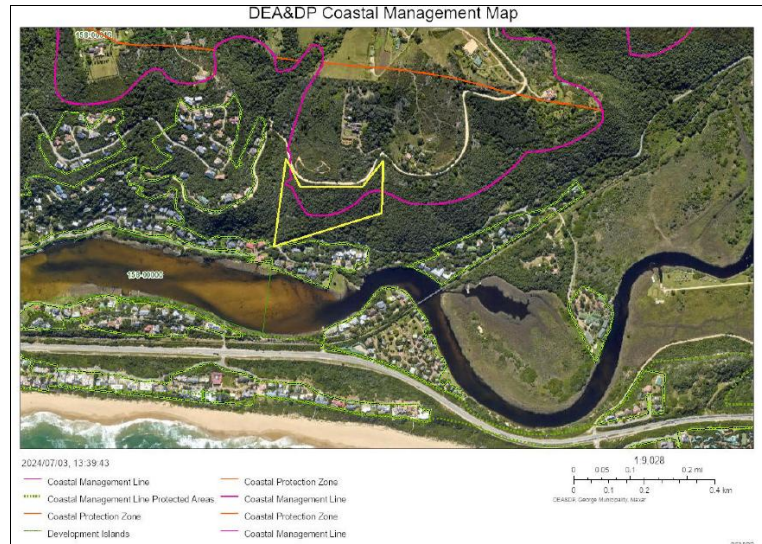 DEA&DP Coastal Management Map
2024/07/03, 13:39:43
Coastal Management Line
Coastal Management Line Protected Areas
Coastal Protection Zone
Development Islands
Coastal Protection Zone
Coastal Management Line
Coastal Protection Zone
Coastal Management Line
1:9,028
0 0.05 0.1 0.2 mi
0 0.1 0.2 0.4 km